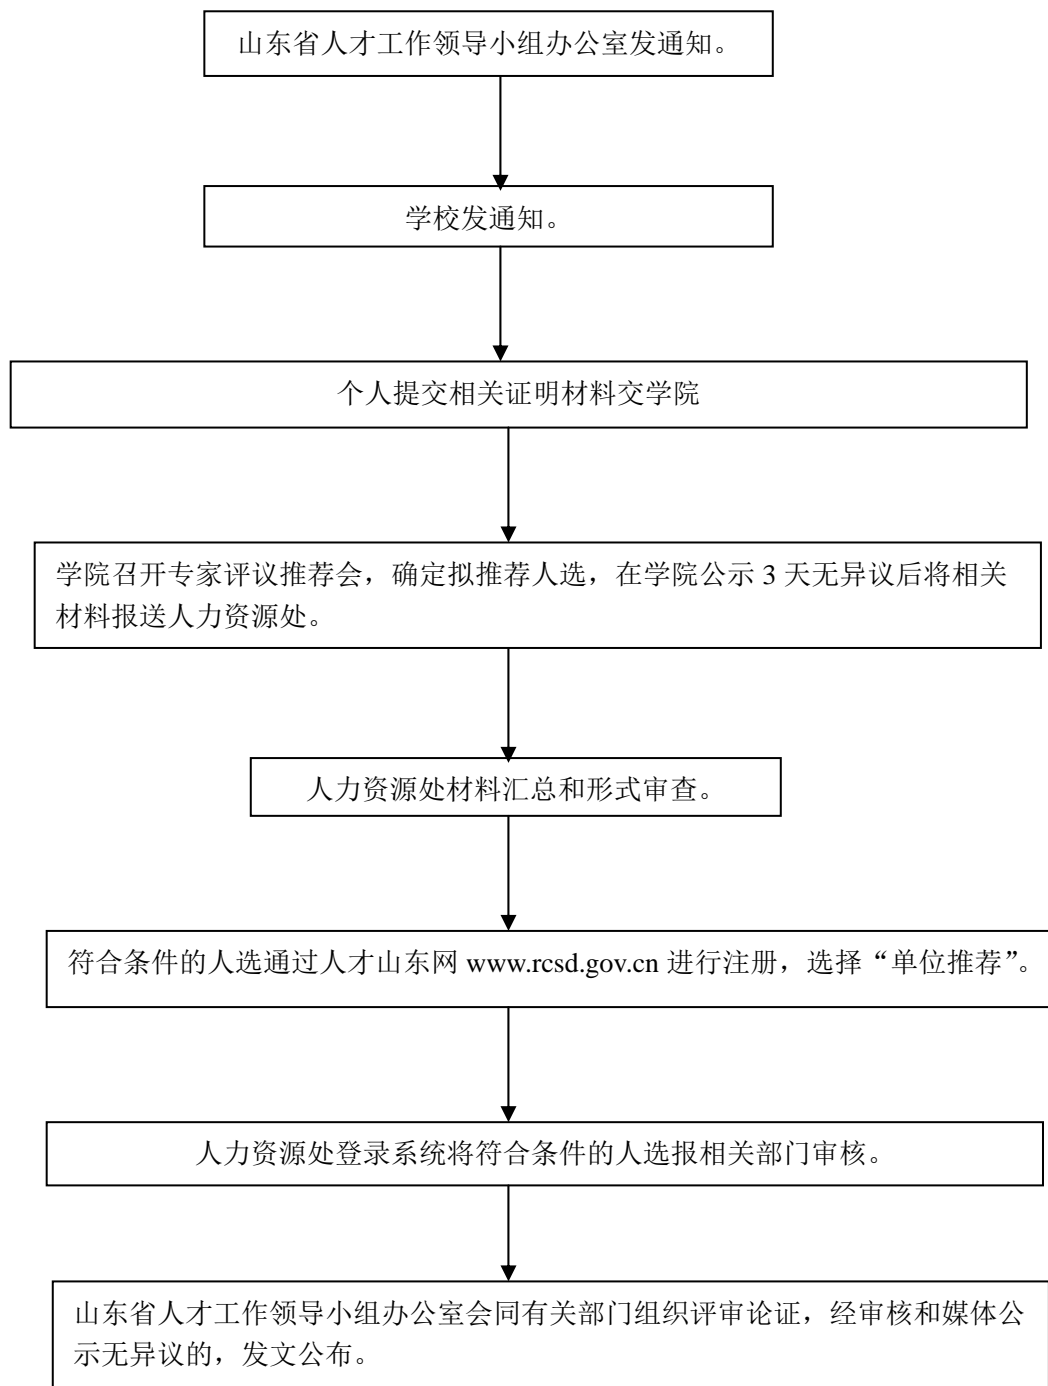 山东省人才工作领导小组办公室发通知。
学校发通知。
个人提交相关证明材料交学院
学院召开专家评议推荐会，确定拟推荐人选，在学院公示 3 天无异议后将相关
材料报送人力资源处。
人力资源处材料汇总和形式审查。
符合条件的人选通过人才山东网 www.rcsd.gov.cn 进行注册，选择“单位推荐”。
人力资源处登录系统将符合条件的人选报相关部门审核。
山东省人才工作领导小组办公室会同有关部门组织评审论证，经审核和媒体公
示无异议的，发文公布。